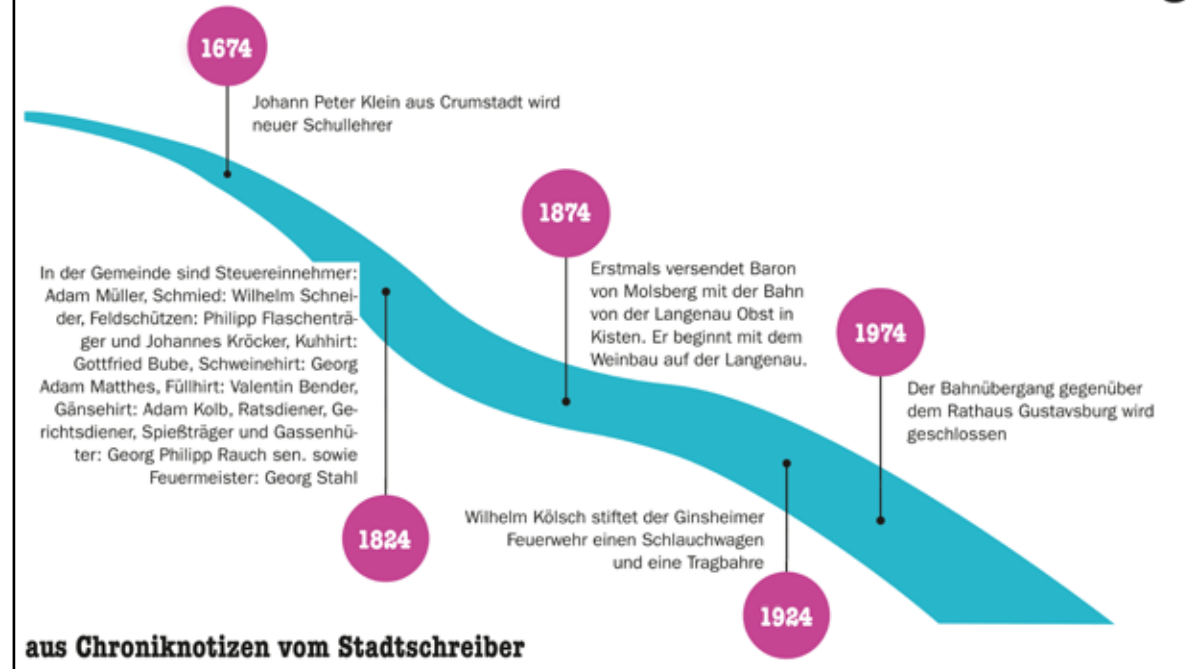 1674
Johann Peter Klein aus Crumstadt wird
neuer Schullehrer
In der Gemeinde sind Steuereinnehmer:
Adam Müller, Schmied: Wilhelm Schnei-
der, Feldschützen: Philipp Flaschenträ-
ger und Johannes Kröcker, Kuhhirt:
Gottfried Bube, Schweinehirt: Georg
Adam Matthes, Füllhirt: Valentin Bender,
Gänsehirt: Adam Kolb, Ratsdiener, Ge-
richtsdiener, Spießträger und Gassenhü-
ter: Georg Philipp Rauch sen. sowie
Feuermeister: Georg Stahl
1824
1874
Erstmals versendet Baron
von Molsberg mit der Bahn
von der Langenau Obst in
Kisten. Er beginnt mit dem
Weinbau auf der Langenau.
Wilhelm Kölsch stiftet der Ginsheimer
Feuerwehr einen Schlauchwagen
und eine Tragbahre
1924
1974
Der Bahnübergang gegenüber
dem Rathaus Gustavsburg wird
geschlossen
aus Chroniknotizen vom Stadtschreiber